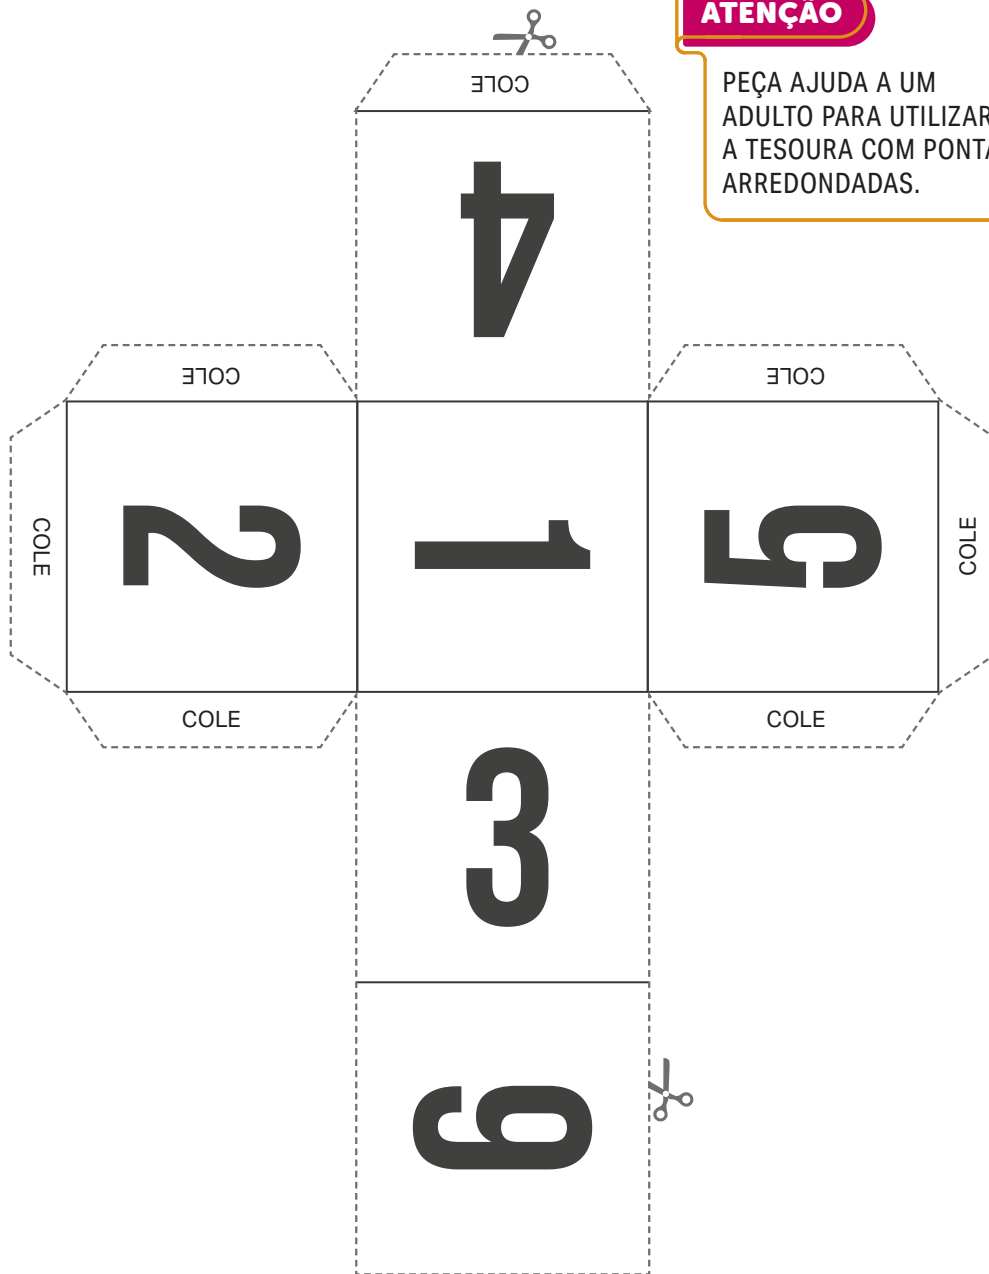 ATENÇÃO
PEÇA AJUDA A UM
ADULTO PARA UTILIZAR
A TESOURA COM PONTA
ARREDONDADAS.
COLE
4
COLE
COLE
COLE
2
1
5
COLE
COLE
COLE
3
6